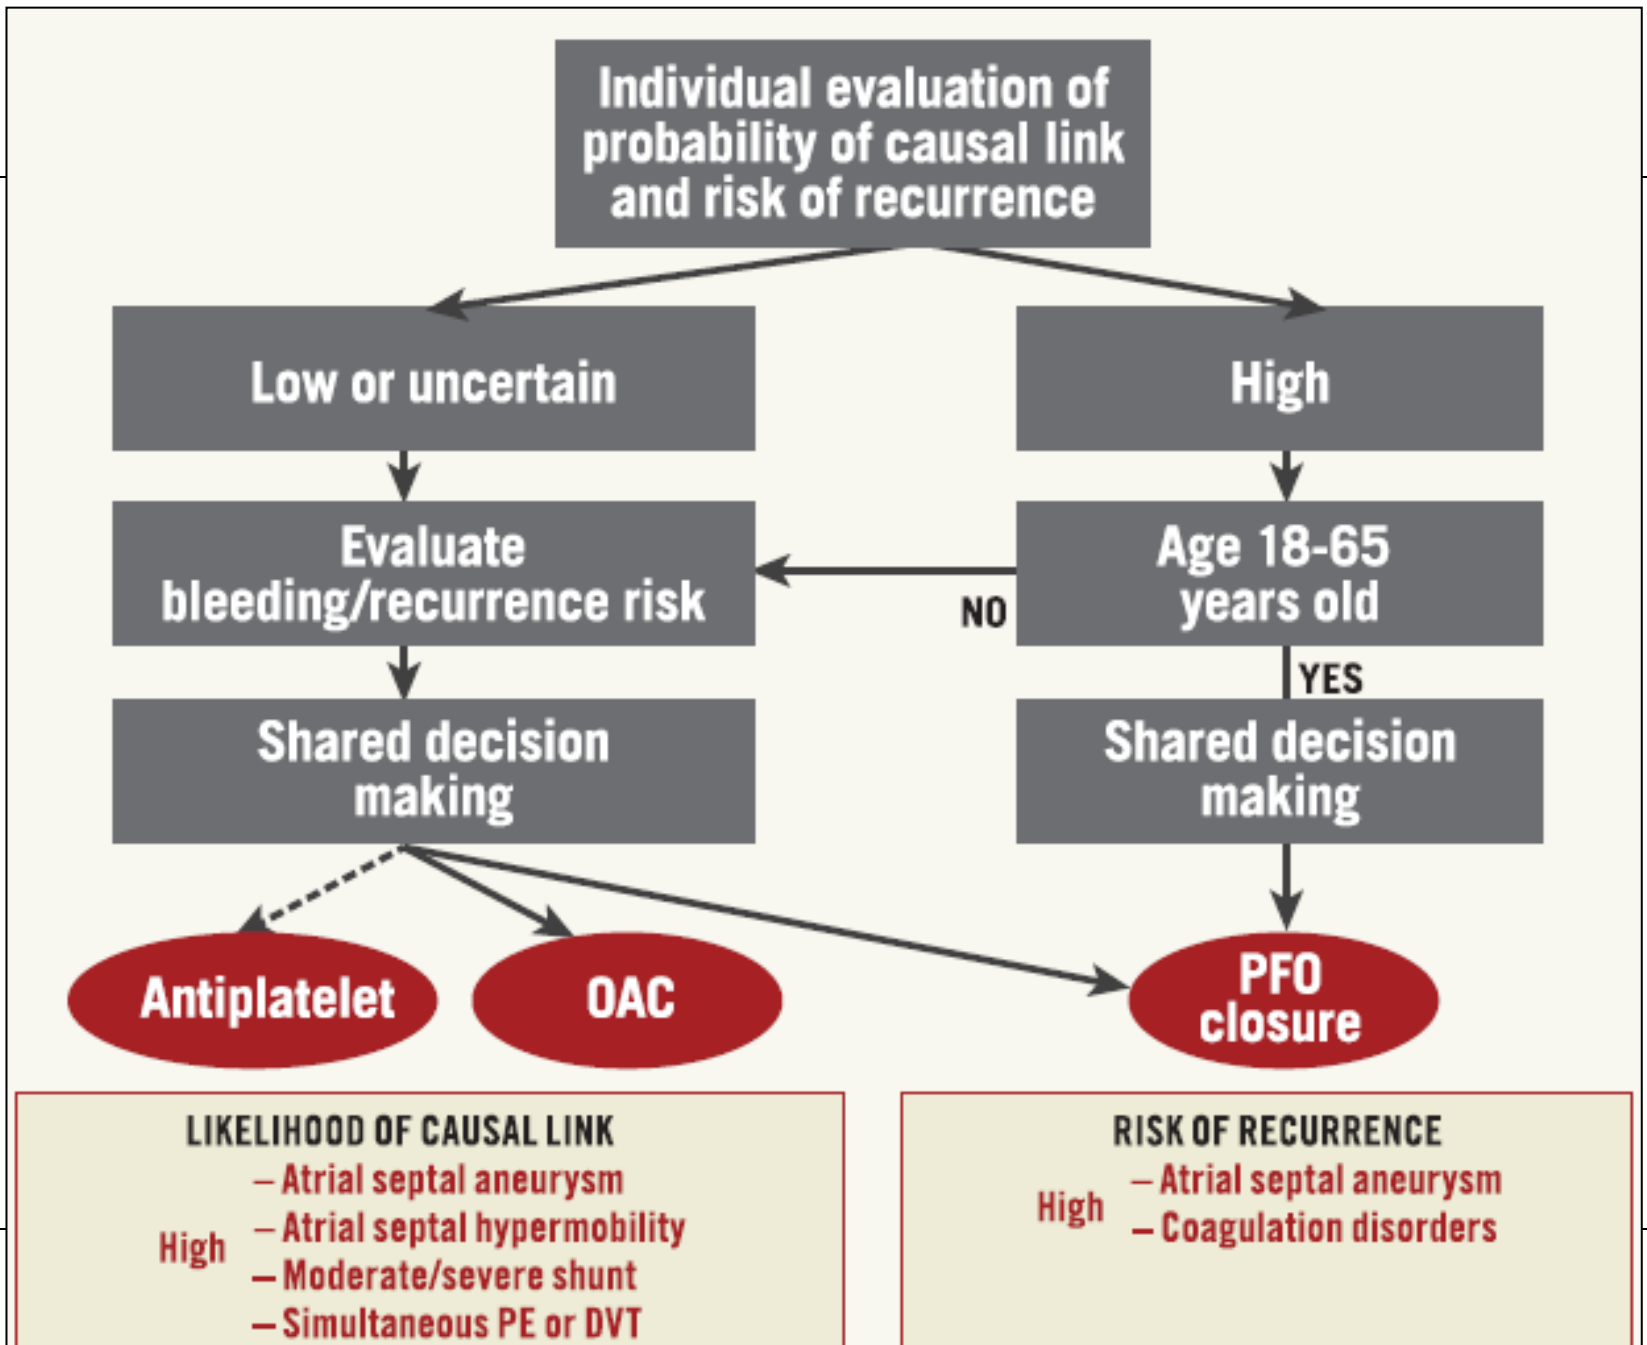 Individual evaluation of
probability of causal link
and risk of recurrence
Low or uncertain
High
Evaluate
bleeding/recurrence risk
Age 18-65
years old
NO
YES
Shared decision
making
Shared decision
making
Antiplatelet
OAC
PFO
closure
LIKELIHOOD OF CAUSAL LINK
– Atrial septal aneurysm
– Atrial septal hypermobility
High
– Moderate/severe shunt
– Simultaneous PE or DVT
RISK OF RECURRENCE
– Atrial septal aneurysm
High
– Coagulation disorders